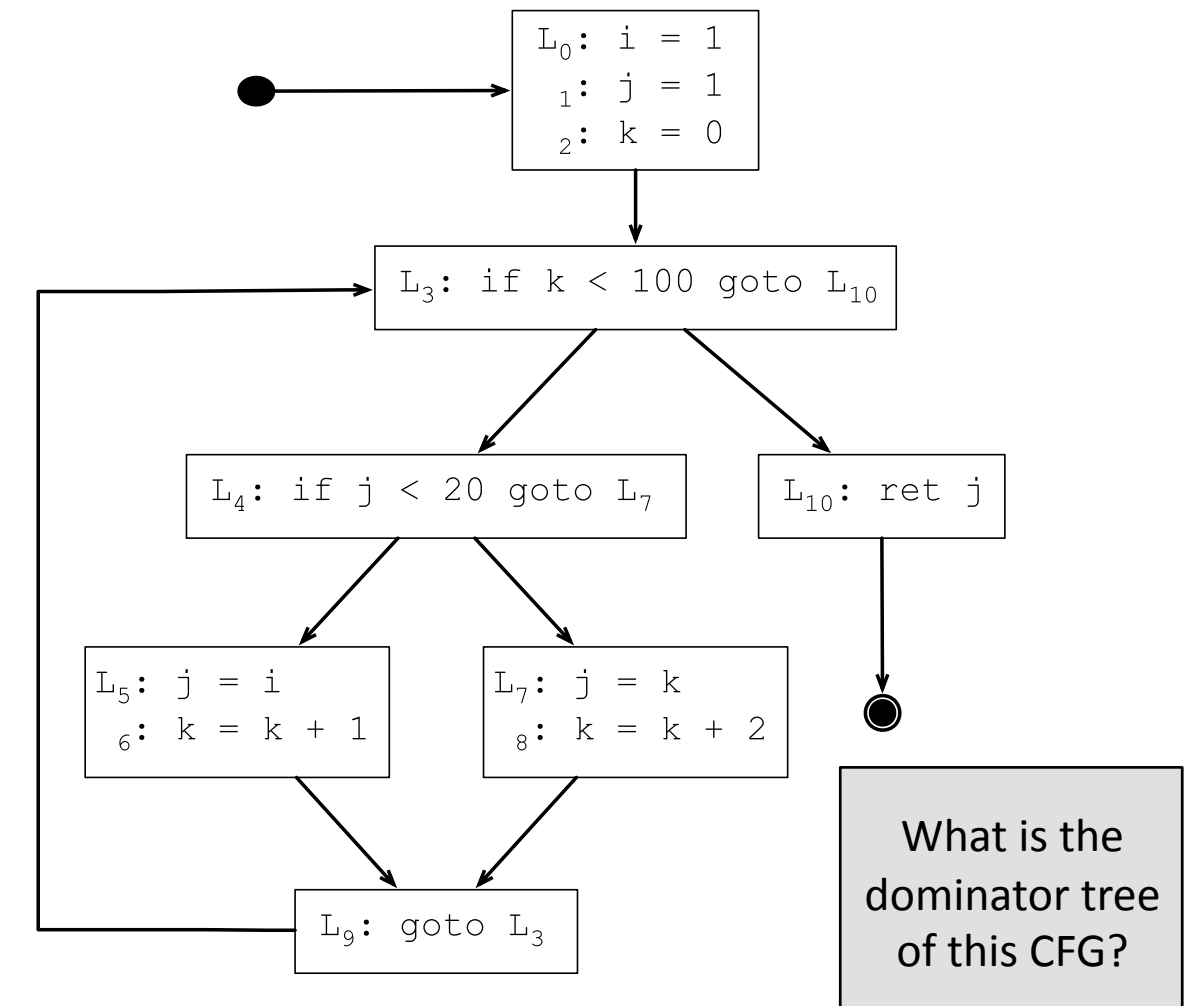 L₀: i = 1
₁: j = 1
₂: k = 0
L₃: if k < 100 goto L₁₀
L₄: if j < 20 goto L₇
L₁₀: ret j
L₅: j = i
₆: k = k + 1
L₇: j = k
₈: k = k + 2
L₉: goto L₃
What is the
dominator tree
of this CFG?